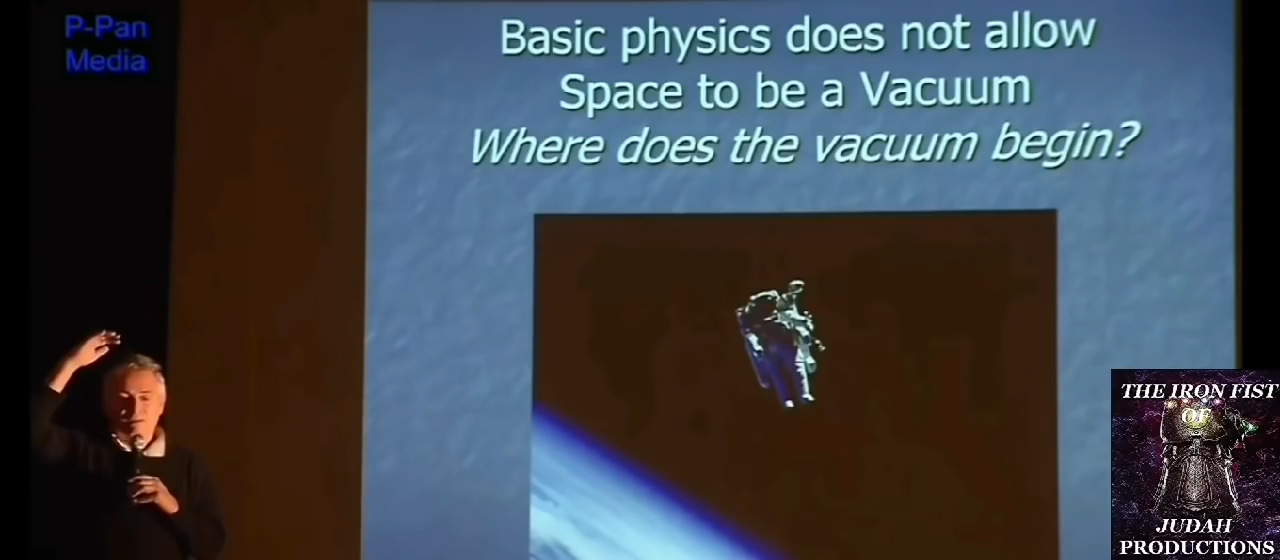 P-Pan
Media
Basic physics does not allow
Space to be a Vacuum
Where does the vacuum begin?
THE IRON FIST
OF
JUDAH
PRODUCTIONS